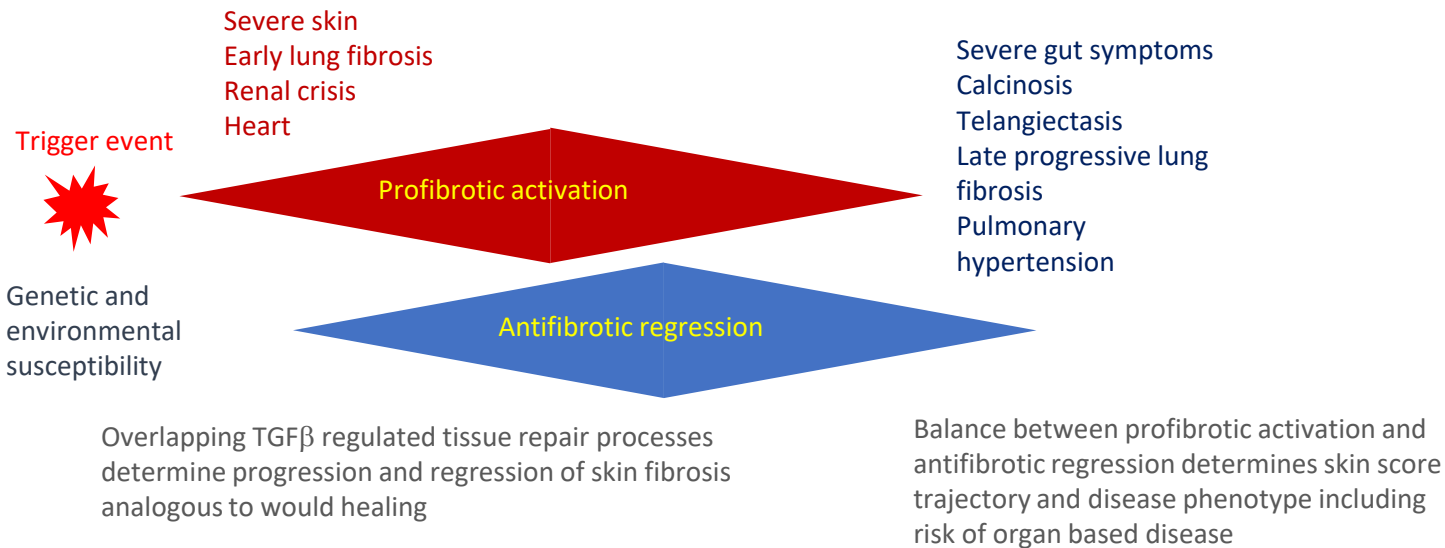 Severe skin
Early lung fibrosis
Renal crisis
Heart
Severe gut symptoms
Calcinosis
Telangiectasis
Late progressive lung
fibrosis
Pulmonary
hypertension
Trigger event
Profibrotic activation
Genetic and
environmental
susceptibility
Antifibrotic regression
Overlapping TGFβ regulated tissue repair processes
determine progression and regression of skin fibrosis
analogous to would healing
Balance between profibrotic activation and
antifibrotic regression determines skin score
trajectory and disease phenotype including
risk of organ based disease